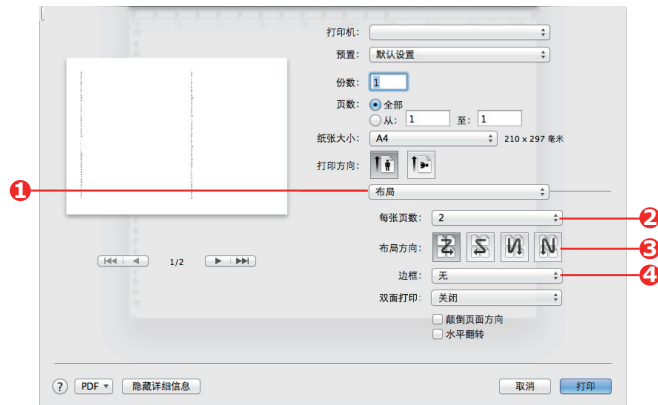 打印机:
预置: 默认设置
份数: 1
页数: 全部
从: 1 至: 1
纸张大小: A4 210 x 297 毫米
打印方向:
1 布局
每张页数: 2 2
布局方向: 3
边框: 无 4
双面打印: 关闭
颠倒页面方向
水平翻转
1/2
? PDF 隐藏详细信息 取消 打印